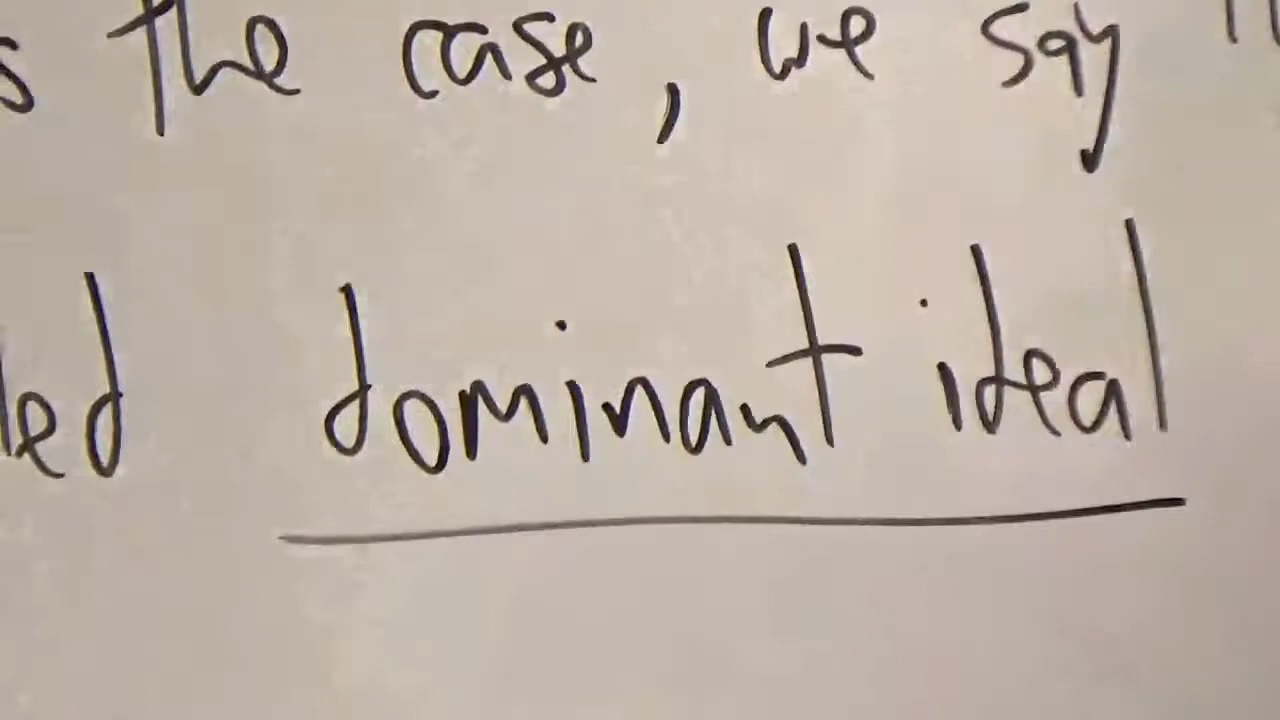 the case, we say
dominant ideal